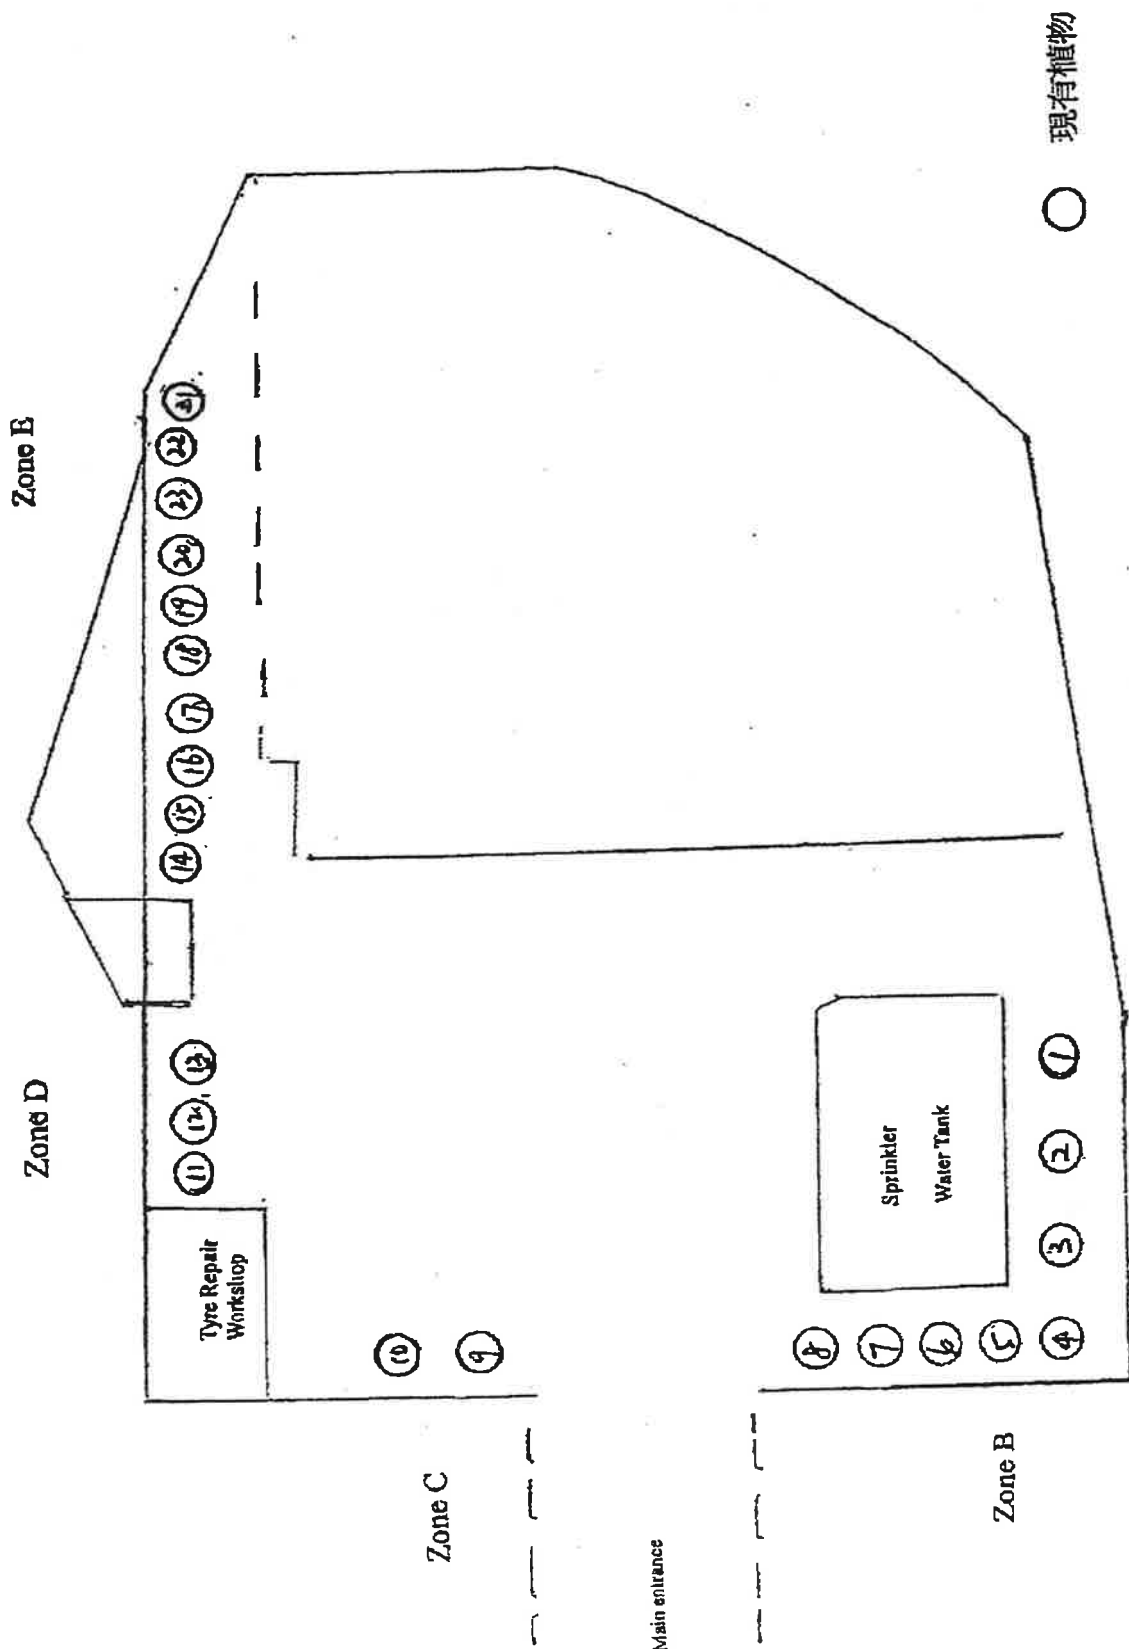 Zone D
Zone E
11 12 13
14 15 16 17 18 19 20 23 22 21
Tyre Repair
Workshop
Zone C
10
9
Main entrance
8
7
6
5
Sprinkler
Water Tank
Zone B
4 3 2 1
現有植物